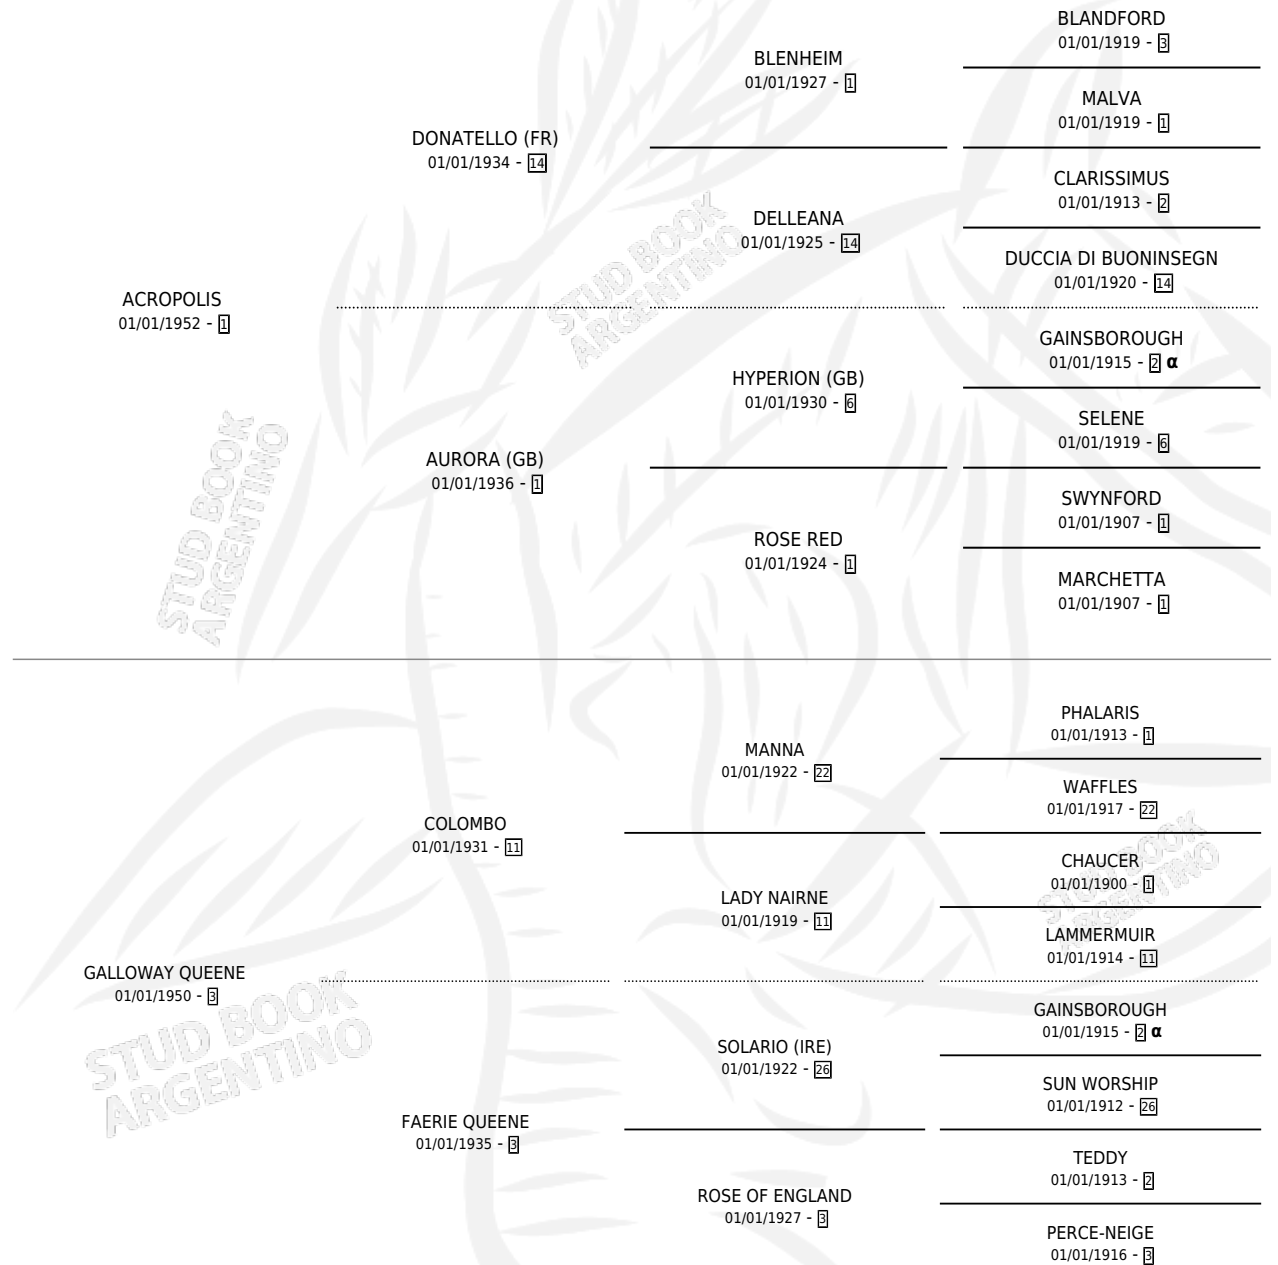 BLANDFORD
01/01/1919 - 3
BLENHEIM
01/01/1927 - 1
MALVA
01/01/1919 - 1
DONATELLO (FR)
01/01/1934 - 14
CLARISSIMUS
01/01/1913 - 2
DELLEANA
01/01/1925 - 14
DUCCIA DI BUONINSEGN
01/01/1920 - 14
ACROPOLIS
01/01/1952 - 1
GAINSBOROUGH
01/01/1915 - 2 α
HYPERION (GB)
01/01/1930 - 6
SELENE
01/01/1919 - 6
AURORA (GB)
01/01/1936 - 1
SWYNFORD
01/01/1907 - 1
ROSE RED
01/01/1924 - 1
MARCHETTA
01/01/1907 - 1
PHALARIS
01/01/1913 - 1
MANNA
01/01/1922 - 22
WAFFLES
01/01/1917 - 22
COLOMBO
01/01/1931 - 11
CHAUCER
01/01/1900 - 1
LADY NAIRNE
01/01/1919 - 11
LAMMERMUIR
01/01/1914 - 11
GALLOWAY QUEENE
01/01/1950 - 3
GAINSBOROUGH
01/01/1915 - 2 α
SOLARIO (IRE)
01/01/1922 - 26
SUN WORSHIP
01/01/1912 - 26
FAERIE QUEENE
01/01/1935 - 3
TEDDY
01/01/1913 - 2
ROSE OF ENGLAND
01/01/1927 - 3
PERCE-NEIGE
01/01/1916 - 3
STUD BOOK
ARGENTINO
STUD BOOK
ARGENTINO
STUD BOOK
ARGENTINO
STUD BOOK
ARGENTINO